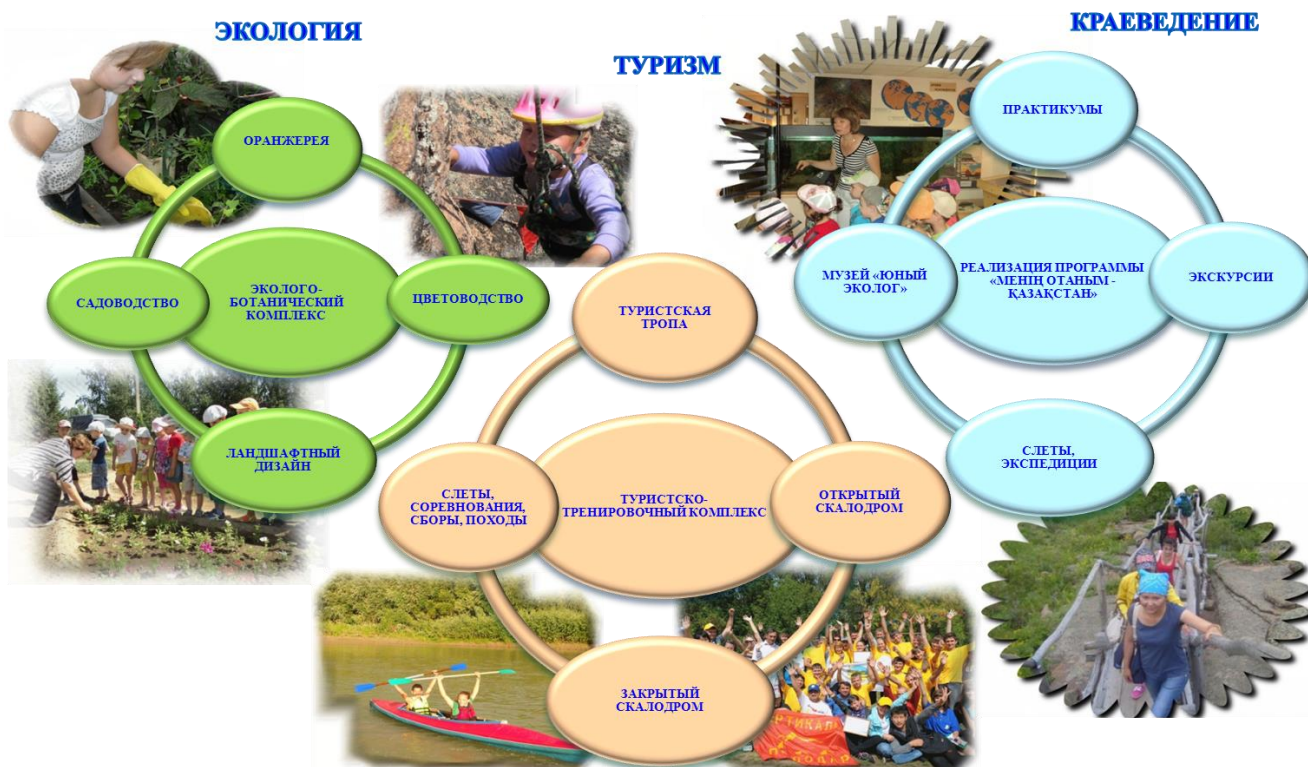 ЭКОЛОГИЯ
ОРАНЖЕРЕЯ
САДОВОДСТВО
ЭКОЛОГО-
БОТАНИЧЕСКИЙ
КОМПЛЕКС
ЦВЕТОВОДСТВО
ЛАНДШАФТНЫЙ
ДИЗАЙН
ТУРИЗМ
ТУРИСТСКАЯ
ТРОПА
СЛЕТЫ,
СОРЕВНОВАНИЯ,
СБОРЫ, ПОХОДЫ
ТУРИСТСКО-
ТРЕНИРОВОЧНЫЙ КОМПЛЕКС
ОТКРЫТЫЙ
СКАЛОДРОМ
ЗАКРЫТЫЙ
СКАЛОДРОМ
КРАЕВЕДЕНИЕ
ПРАКТИКУМЫ
МУЗЕЙ «ЮНЫЙ
ЭКОЛОГ»
РЕАЛИЗАЦИЯ ПРОГРАММЫ
«МЕНІҢ ОТАНЫМ -
ҚАЗАҚСТАН»
ЭКСКУРСИИ
СЛЕТЫ,
ЭКСПЕДИЦИИ